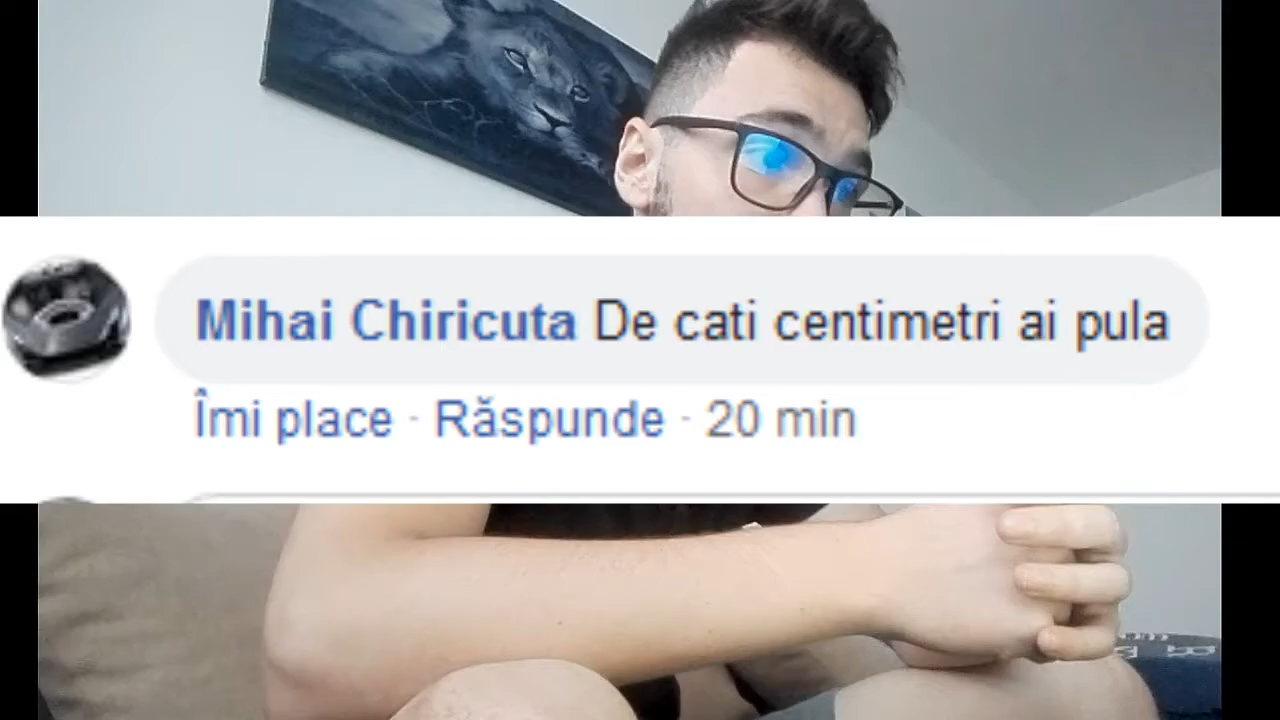 Mihai Chiricuta De cati centimetri ai pula
Îmi place · Răspunde · 20 min